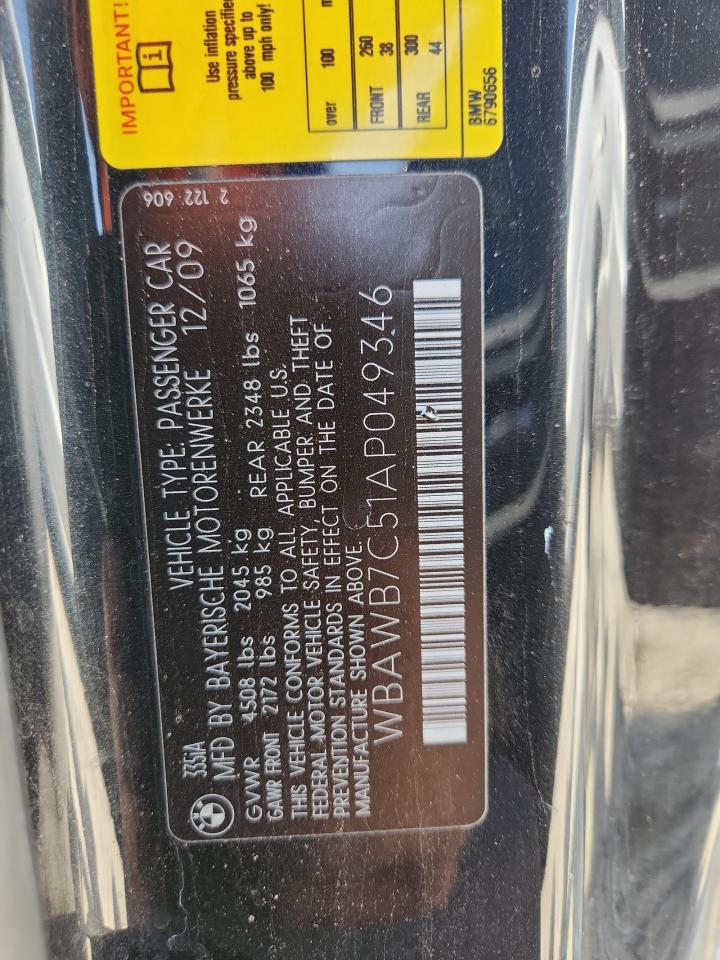 IMPORTANT!
Use inflation
pressure specifie
above up to
100 mph only!
over 100 m
FRONT 260
38
REAR 300
44
BMW
6790656
2 122 606
335iA VEHICLE TYPE: PASSENGER CAR
MFD BY BAYERISCHE MOTORENWERKE 12/09
GVWR 4508 lbs 2045 kg
GAWR FRONT 2172 lbs 985 kg REAR 2348 lbs 1065 kg
THIS VEHICLE CONFORMS TO ALL APPLICABLE U.S.
FEDERAL MOTOR VEHICLE SAFETY, BUMPER AND THEFT
PREVENTION STANDARDS IN EFFECT ON THE DATE OF
MANUFACTURE SHOWN ABOVE.
WBAWB7C51AP049346